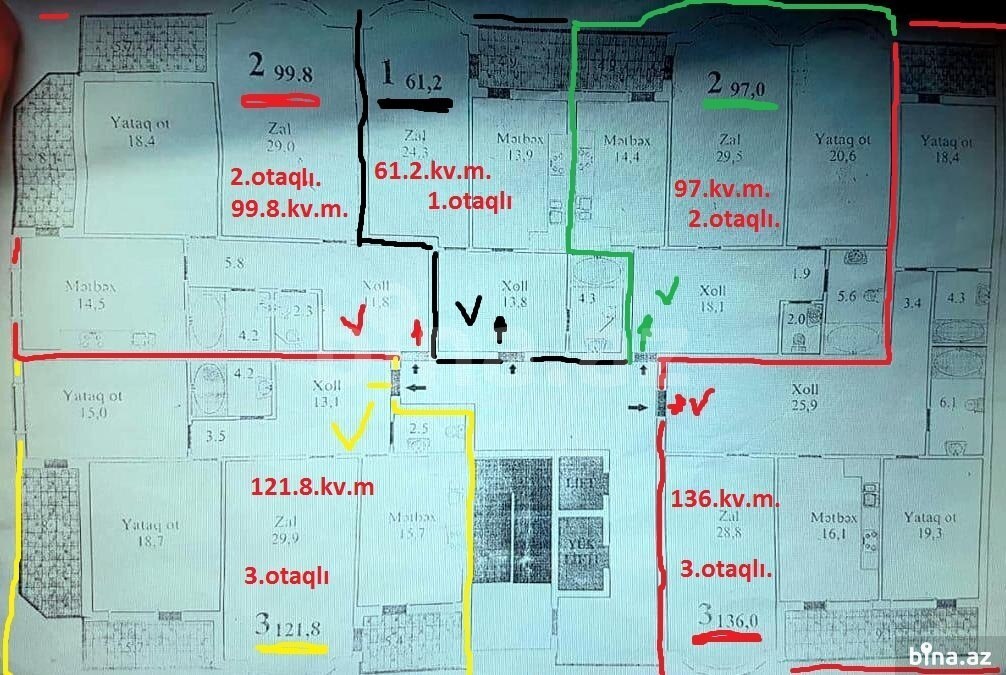 2 99.8
1 61,2
2 97,0
Yataq ot
18,4
Zal
29,0
Zal
24,3
Mətbəx
13,9
Mətbəx
14,4
Zal
29,5
Yataq ot
20,6
Yataq ot
18,4
8,1
2.otaqlı.
99.8.kv.m.
61.2.kv.m.
1.otaqlı
97.kv.m.
2.otaqlı.
Mətbəx
14,5
5.8
4.2
2.3
Xoll
11,8
Xoll
13,8
4.3
Xoll
18,1
1.9
2.0
5.6
3.4
4.3
Yataq ot
15,0
4.2
3.5
Xoll
13,1
2.5
Xoll
25,9
6.1
121.8.kv.m
136.kv.m.
Yataq ot
18,7
Zal
29,9
Mətbəx
15,7
LIFT
YÜK
LIFTI
Zal
28,8
Mətbəx
16,1
Yataq ot
19,3
3.otaqlı
3.otaqlı.
3 121,8
3 136,0
bina.az